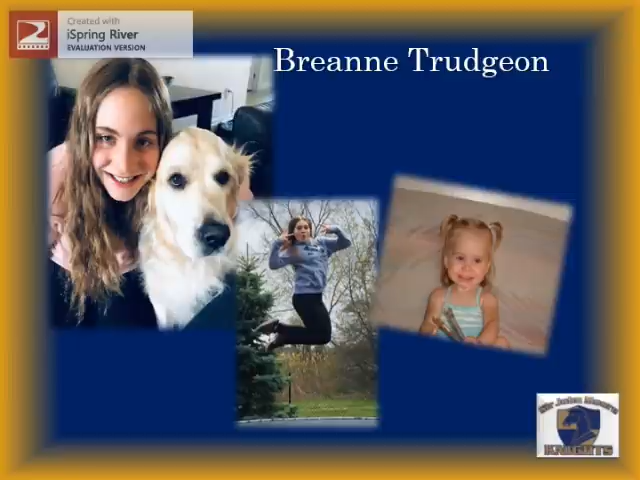 Created with
iSpring River
EVALUATION VERSION
Breanne Trudgeon
KNIGHTS